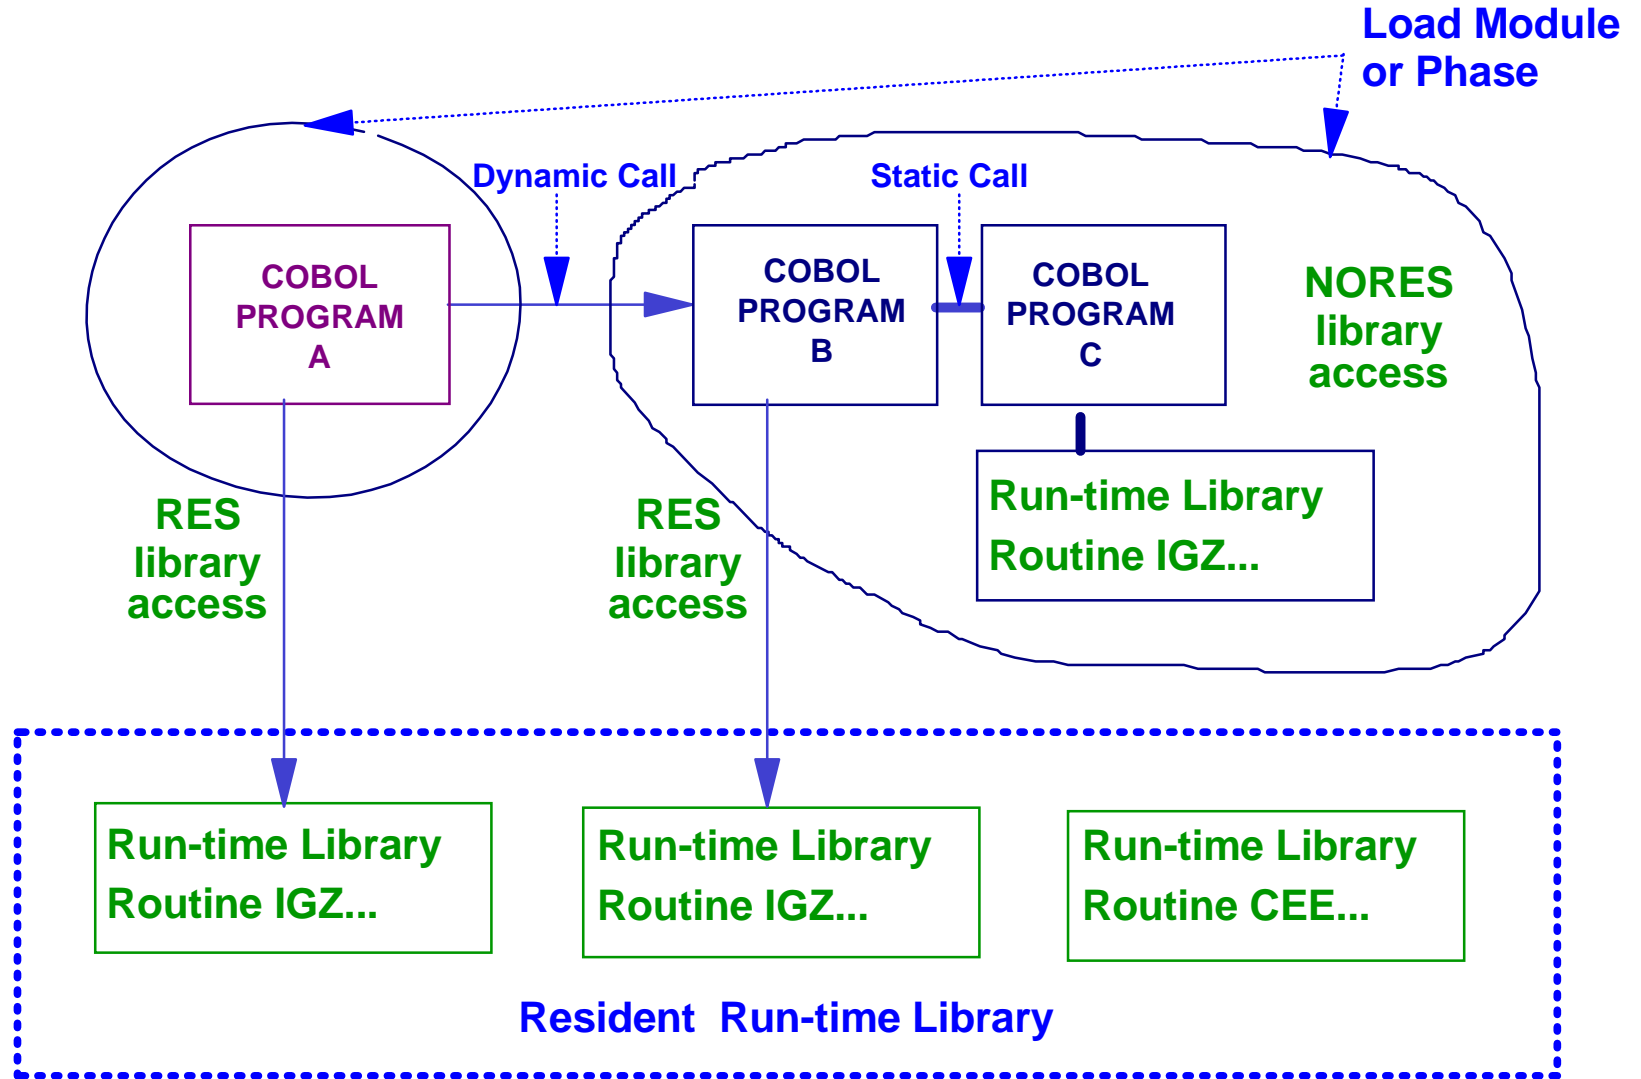 Load Module
or Phase
Dynamic Call
Static Call
COBOL
PROGRAM
A
COBOL
PROGRAM
B
COBOL
PROGRAM
C
NORES
library
access
Run-time Library
Routine IGZ...
RES
library
access
RES
library
access
Run-time Library
Routine IGZ...
Run-time Library
Routine IGZ...
Run-time Library
Routine CEE...
Resident Run-time Library